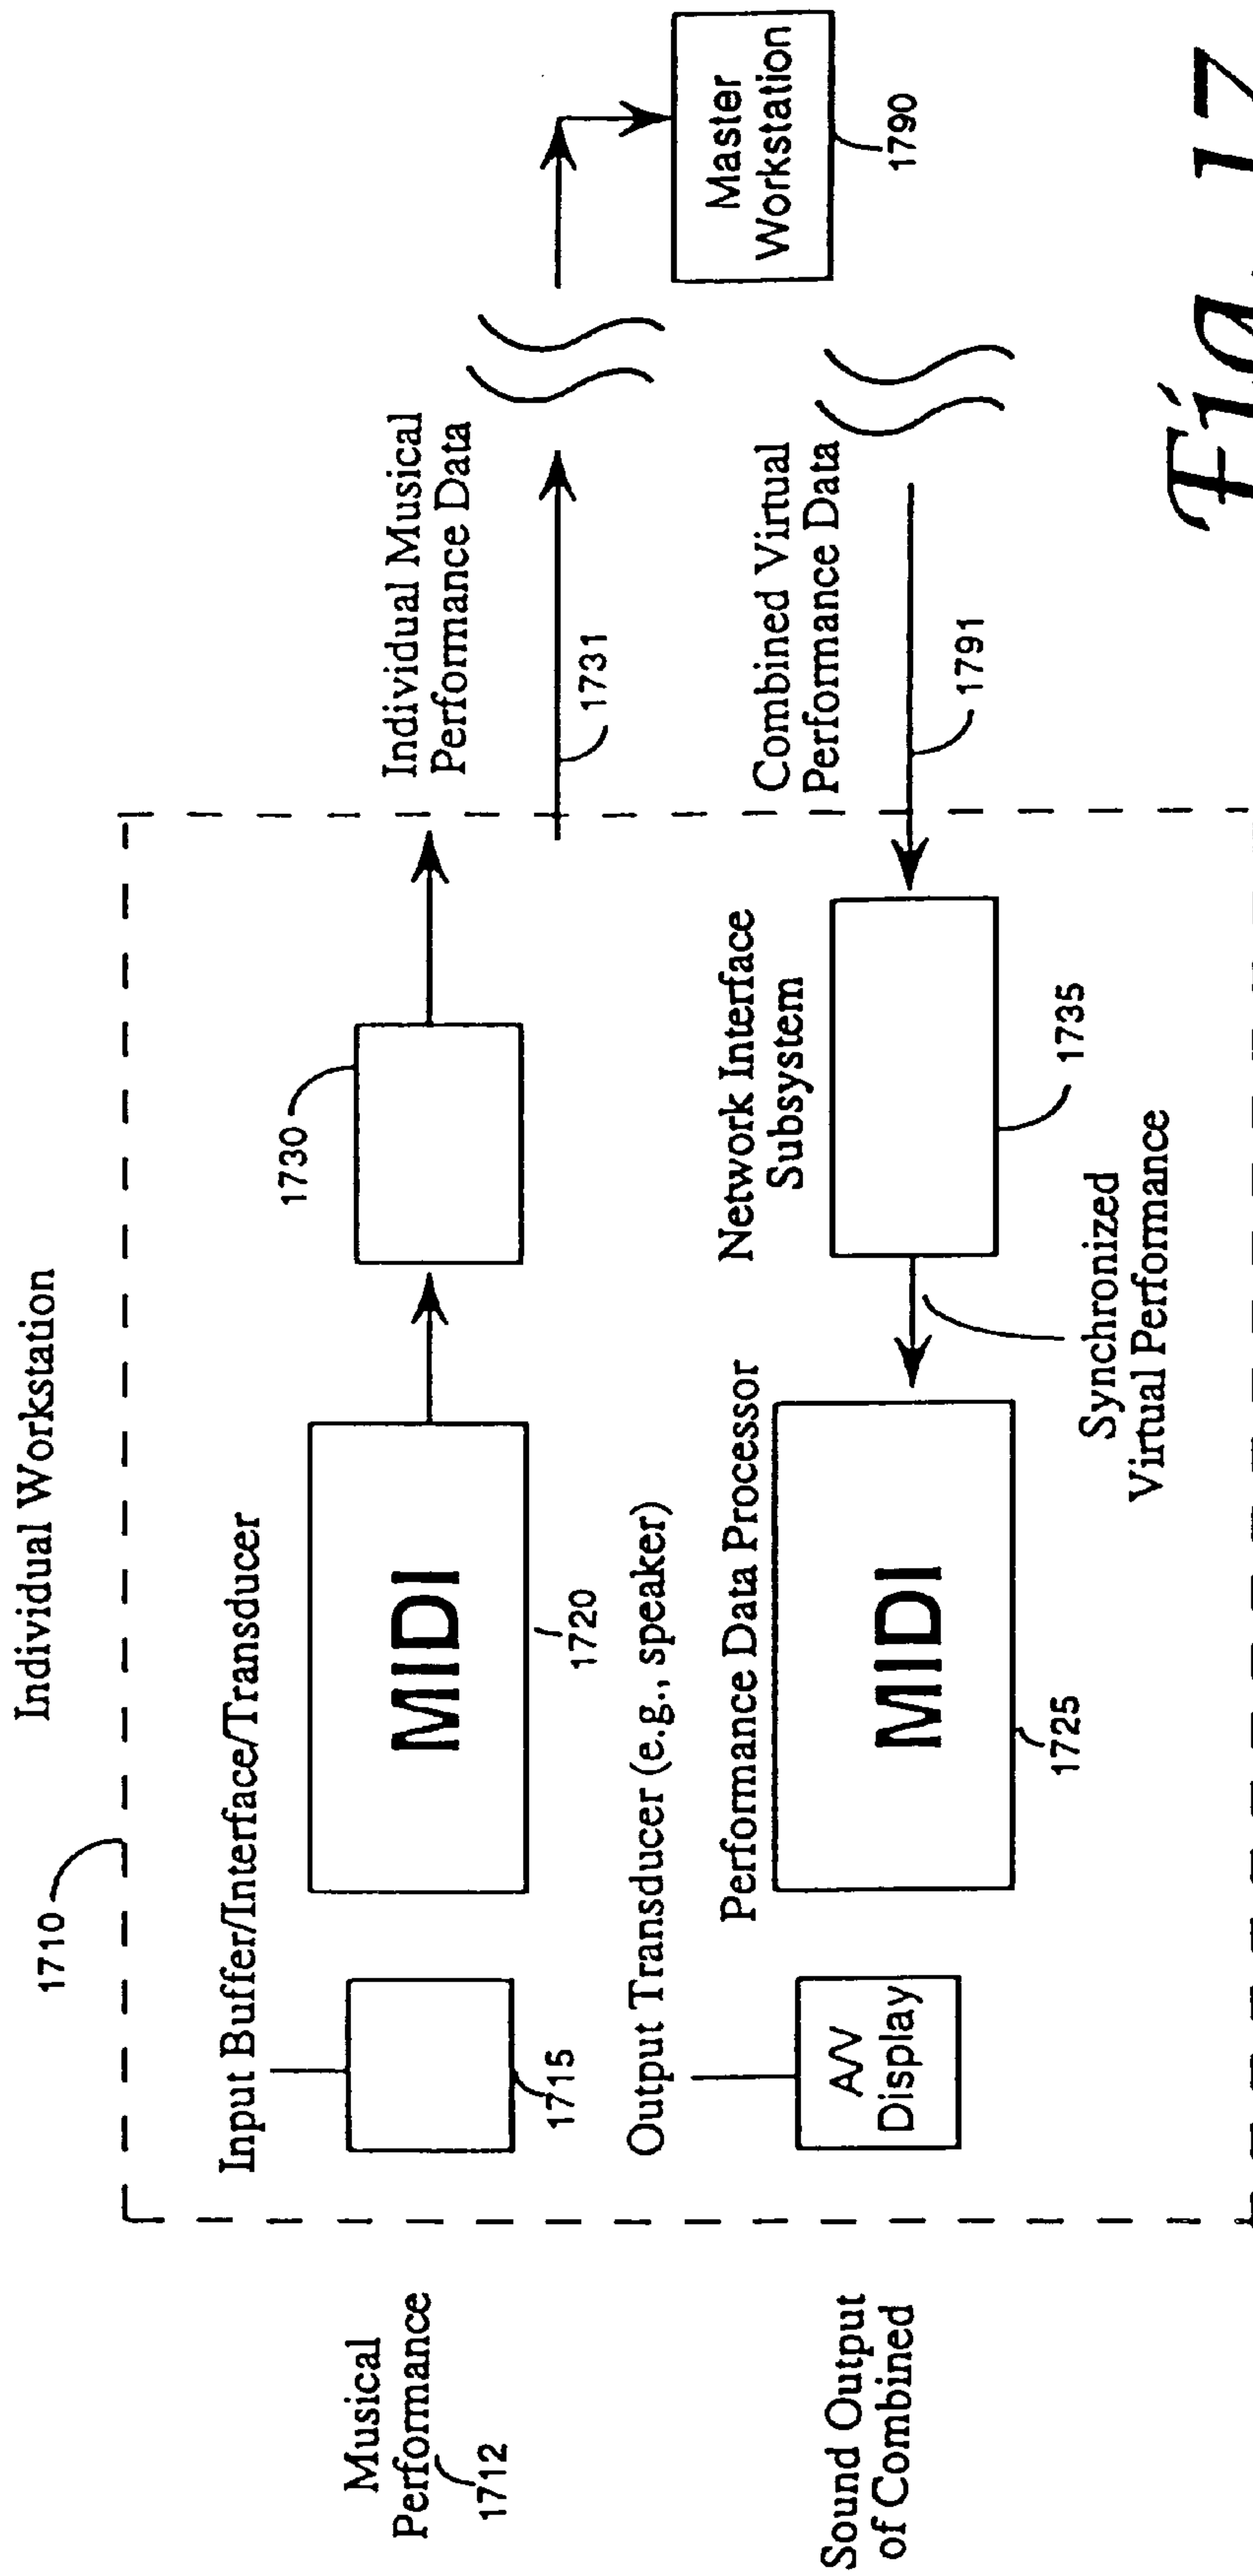 Individual Workstation
1710
Input Buffer/Interface/Transducer
1730
Individual Musical
Performance Data
Musical
Performance
1712
1715
MIDI
1720
1731
Master
Workstation
1790
Output Transducer (e.g., speaker)
Performance Data Processor
Network Interface
Subsystem
Combined Virtual
Performance Data
Sound Output
of Combined
A/V
Display
MIDI
1725
1735
1791
Synchronized
Virtual Performance
Fig. 17